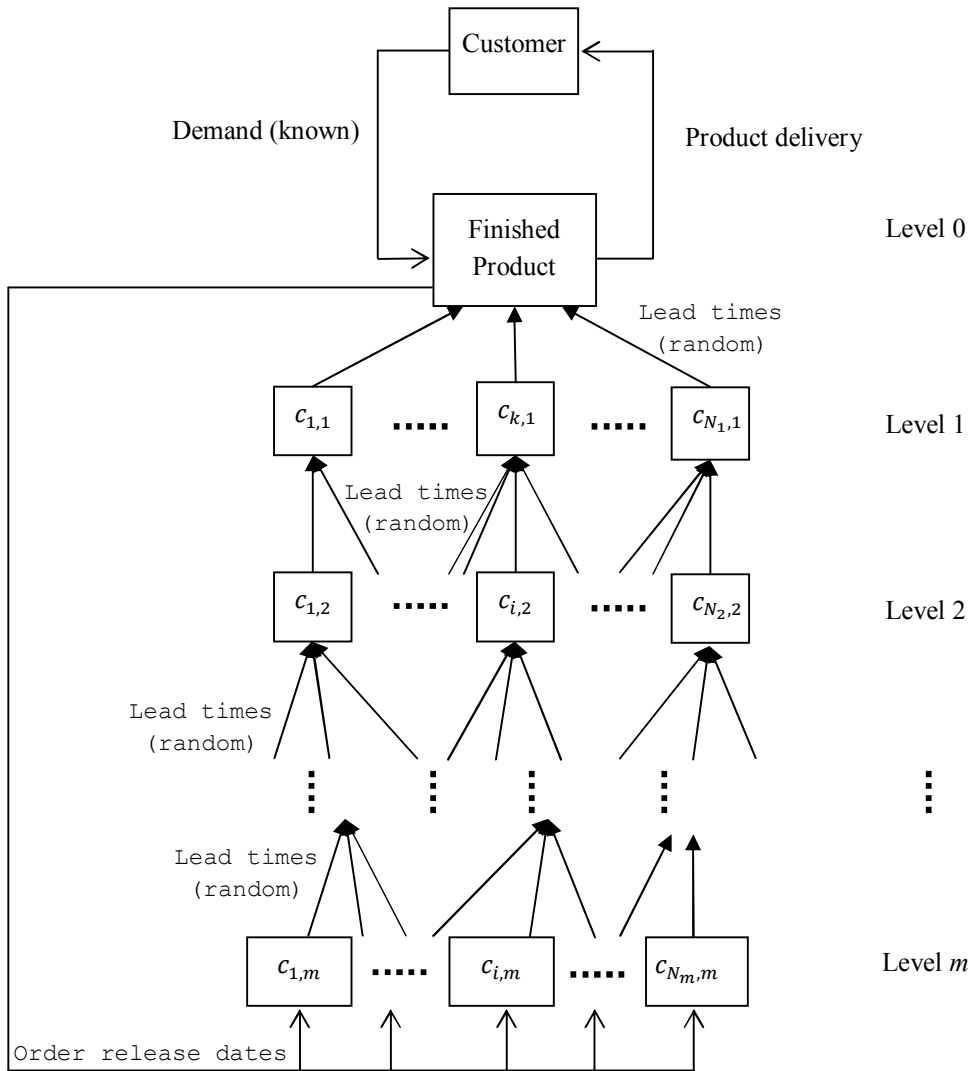 Customer
Demand (known)
Product delivery
Finished
Product
Level 0
Lead times
(random)
c1,1
ck,1
cN1,1
Level 1
Lead times
(random)
c1,2
ci,2
cN2,2
Level 2
Lead times
(random)
Lead times
(random)
c1,m
ci,m
cNm,m
Level m
Order release dates